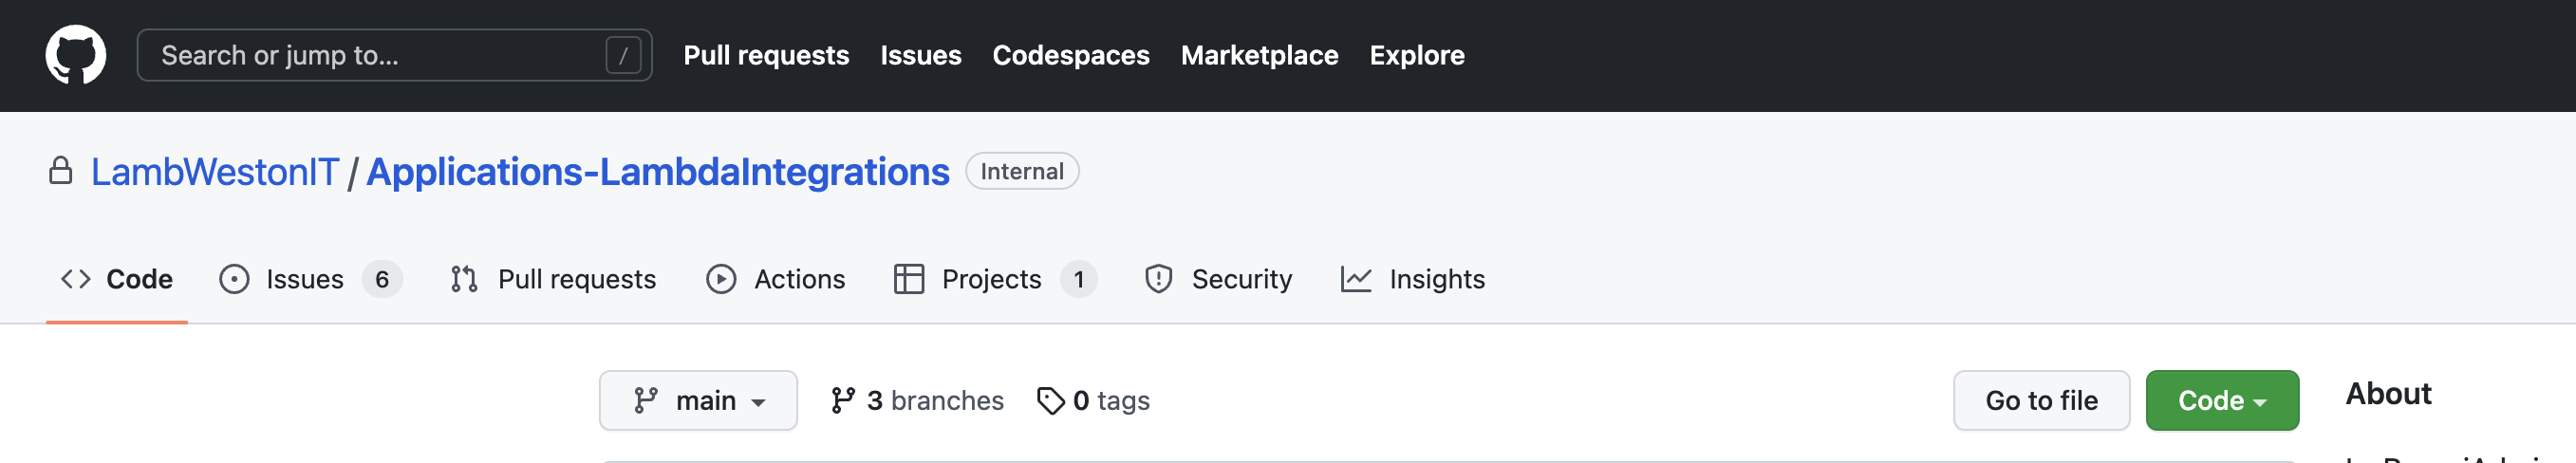 Search or jump to... / Pull requests Issues Codespaces Marketplace Explore
LambWestonIT / Applications-LambdaIntegrations Internal
Code Issues 6 Pull requests Actions Projects 1 Security Insights
main 3 branches 0 tags Go to file Code About